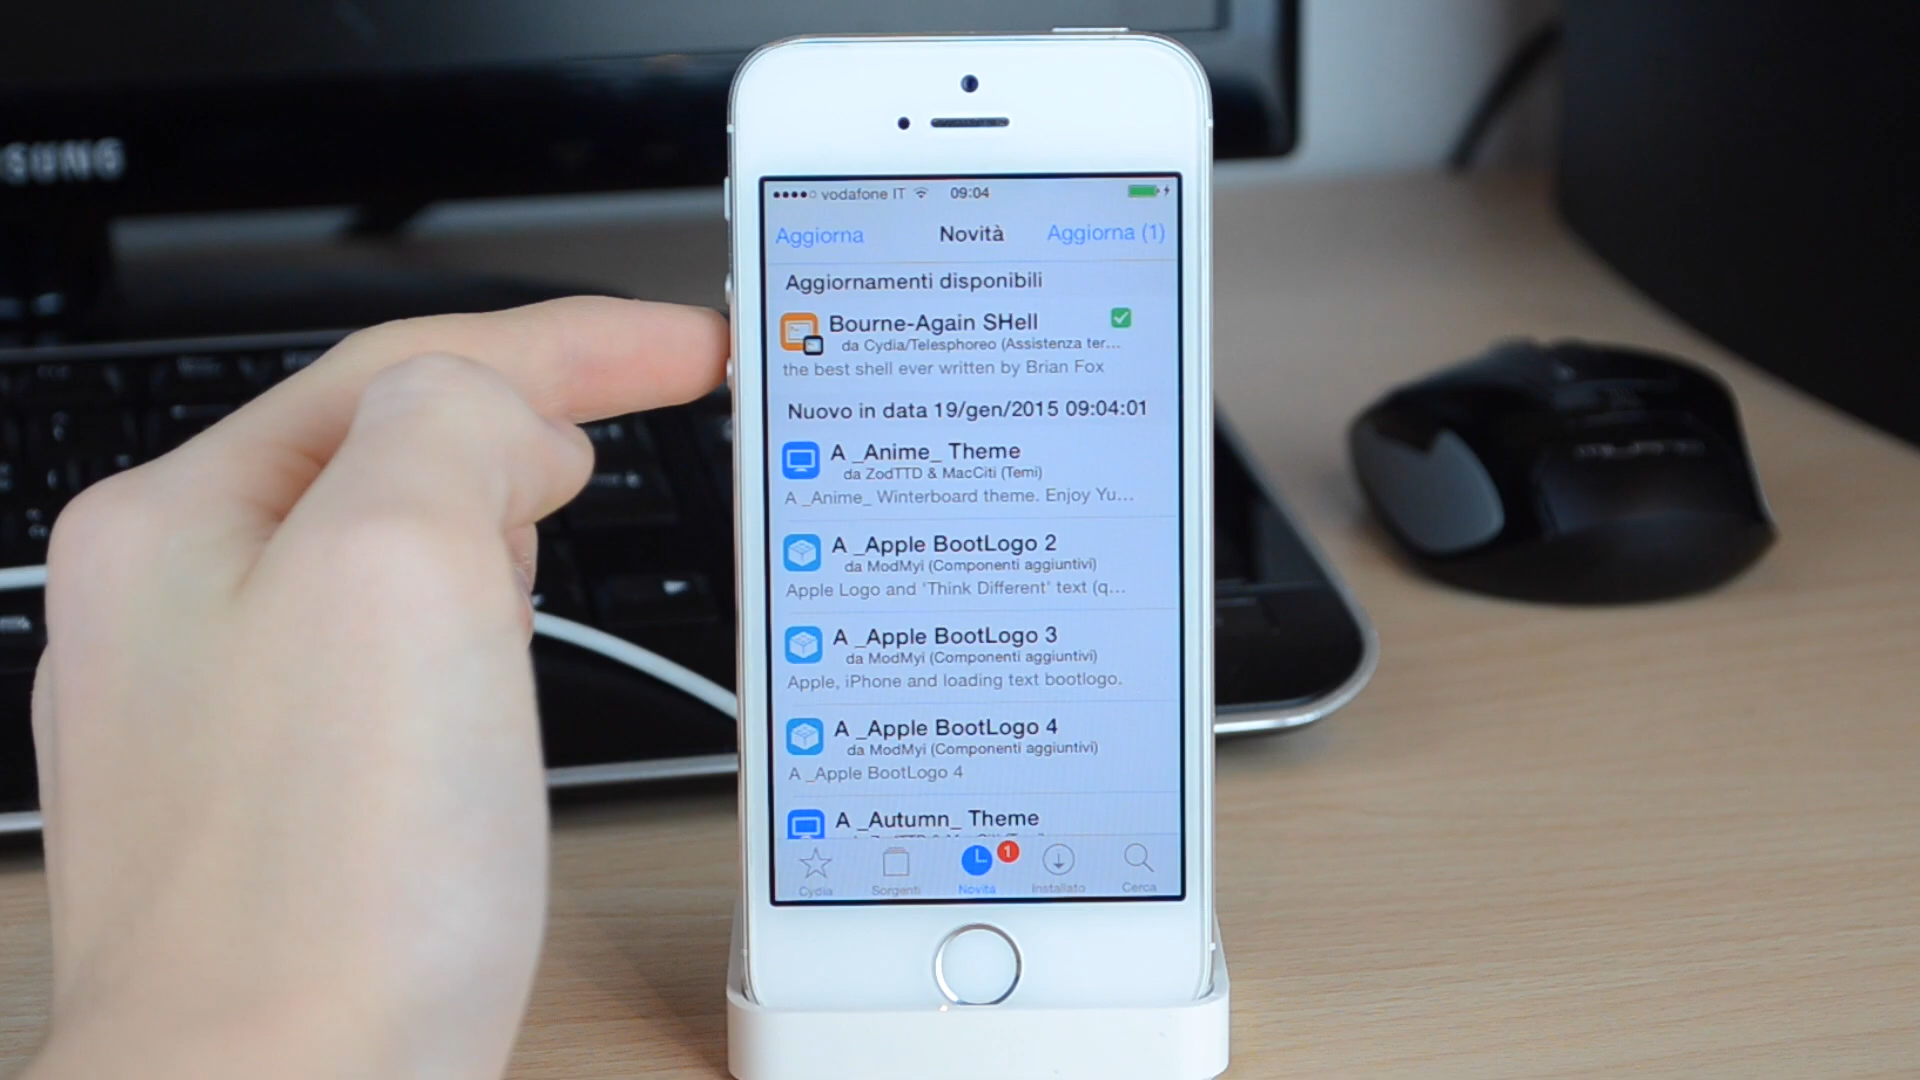 SUNG
vodafone IT 09:04
Aggiorna Novità Aggiorna (1)
Aggiornamenti disponibili
Bourne-Again SHell
da Cydia/Telesphoreo (Assistenza ter...
the best shell ever written by Brian Fox
Nuovo in data 19/gen/2015 09:04:01
A _Anime_ Theme
da ZodTTD & MacCiti (Temi)
A _Anime_ Winterboard theme. Enjoy Yu...
A _Apple BootLogo 2
da ModMyi (Componenti aggiuntivi)
Apple Logo and 'Think Different' text (q...
A _Apple BootLogo 3
da ModMyi (Componenti aggiuntivi)
Apple, iPhone and loading text bootlogo.
A _Apple BootLogo 4
da ModMyi (Componenti aggiuntivi)
A _Apple BootLogo 4
A _Autumn_ Theme
1
Cydia Sorgenti Novità Installato Cerca